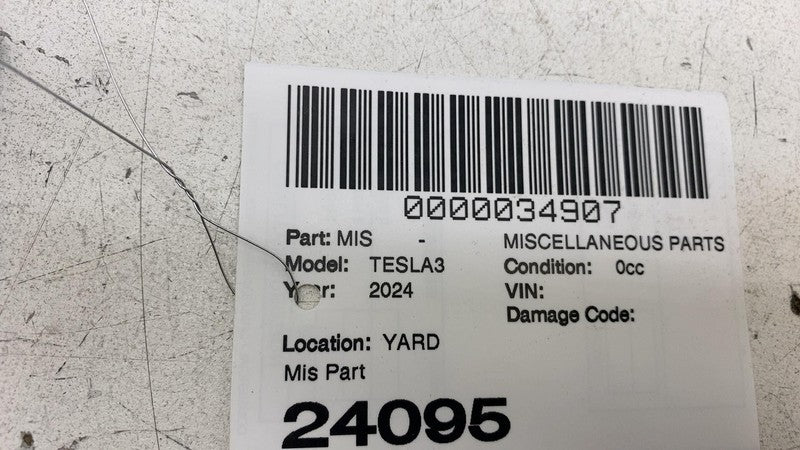 0000034907
Part: MIS - MISCELLANEOUS PARTS
Model: TESLA3 Condition: 0cc
Year: 2024 VIN:
Damage Code:
Location: YARD
Mis Part
24095